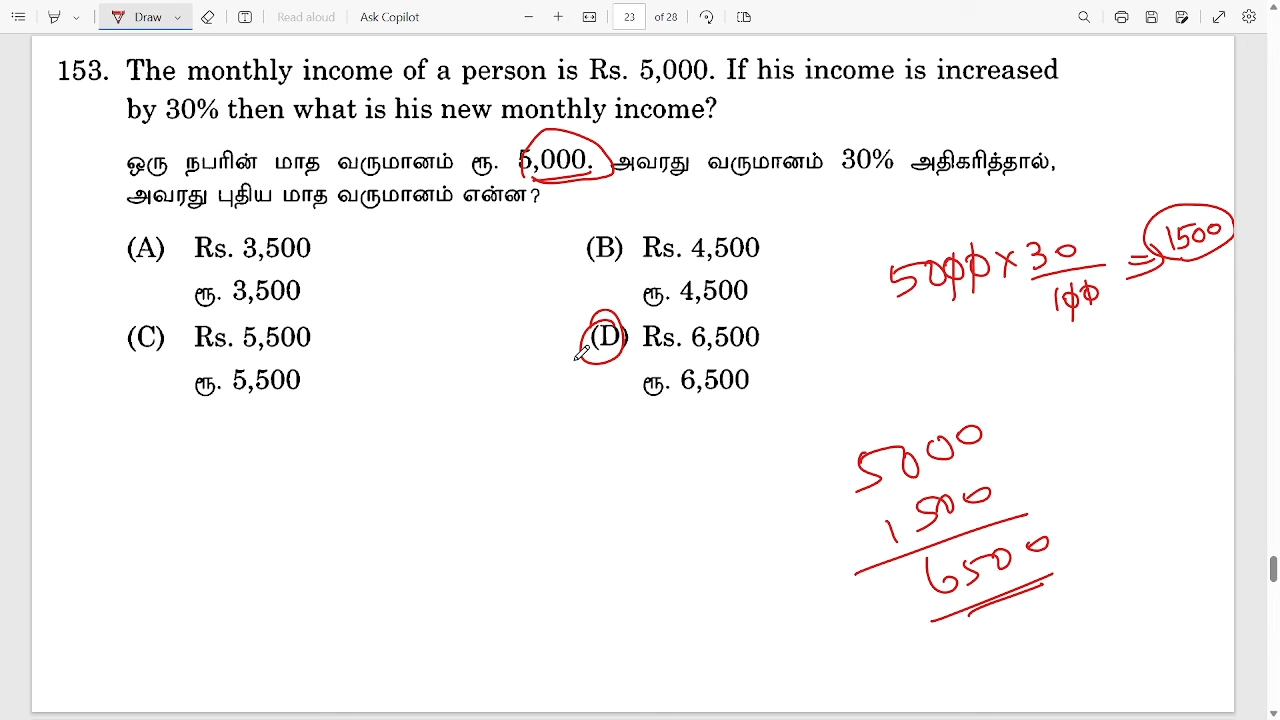 Draw
Read aloud
Ask Copilot
23 of 28
153. The monthly income of a person is Rs. 5,000. If his income is increased
by 30% then what is his new monthly income?
ஒரு நபரின் மாத வருமானம் ரூ. 5,000. அவரது வருமானம் 30% அதிகரித்தால்,
அவரது புதிய மாத வருமானம் என்ன?
(A) Rs. 3,500
ரூ. 3,500
(B) Rs. 4,500
ரூ. 4,500
(C) Rs. 5,500
ரூ. 5,500
(D) Rs. 6,500
ரூ. 6,500
5000 × 30 = 1500
100
5000
1500
6500